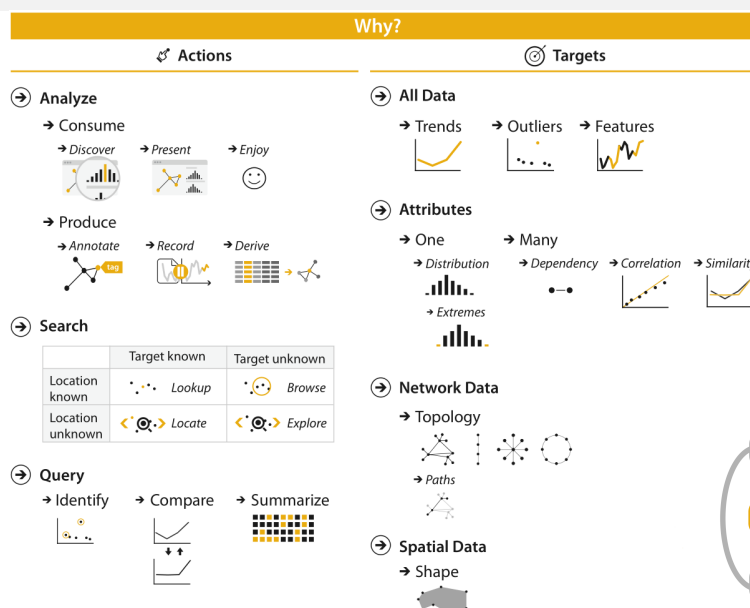 Why?
Actions
Analyze
→ Consume
→ Discover → Present → Enjoy
→ Produce
→ Annotate → Record → Derive
tag
Search
Target known Target unknown
Location known Lookup Browse
Location unknown Locate Explore
Query
→ Identify → Compare → Summarize
Targets
All Data
→ Trends → Outliers → Features
Attributes
→ One → Many
→ Distribution → Dependency → Correlation → Similarit
→ Extremes
Network Data
→ Topology
→ Paths
Spatial Data
→ Shape